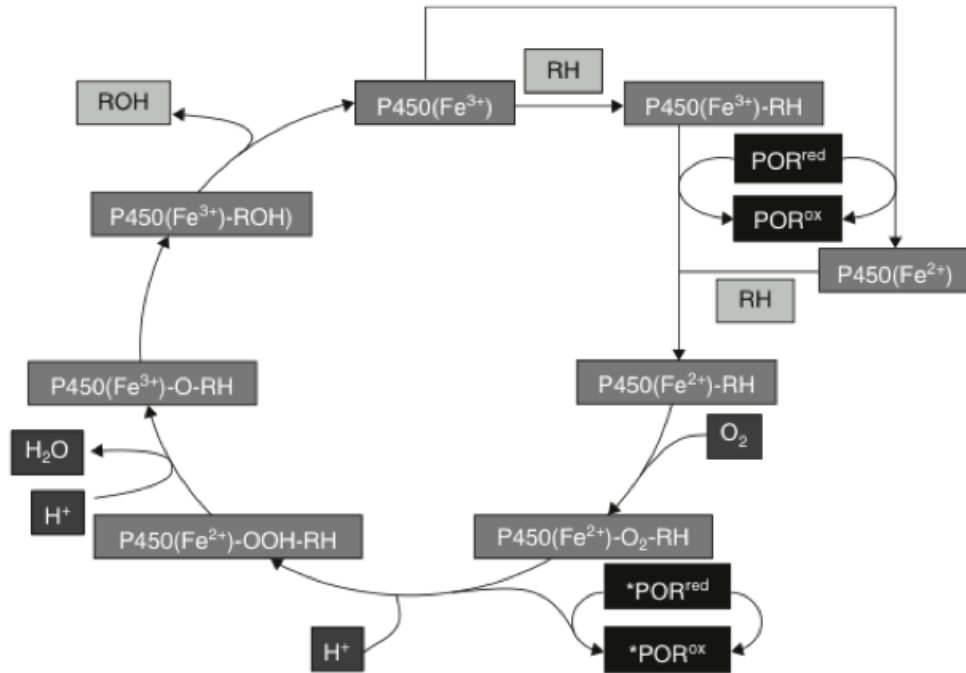 RH
ROH
P450(Fe³⁺)
P450(Fe³⁺)-RH
PORʳᵉᵈ
P450(Fe³⁺)-ROH)
PORᵒˣ
P450(Fe²⁺)
RH
P450(Fe³⁺)-O-RH
P450(Fe²⁺)-RH
H₂O
O₂
H⁺
P450(Fe²⁺)-OOH-RH
P450(Fe²⁺)-O₂-RH
*PORʳᵉᵈ
H⁺
*PORᵒˣ